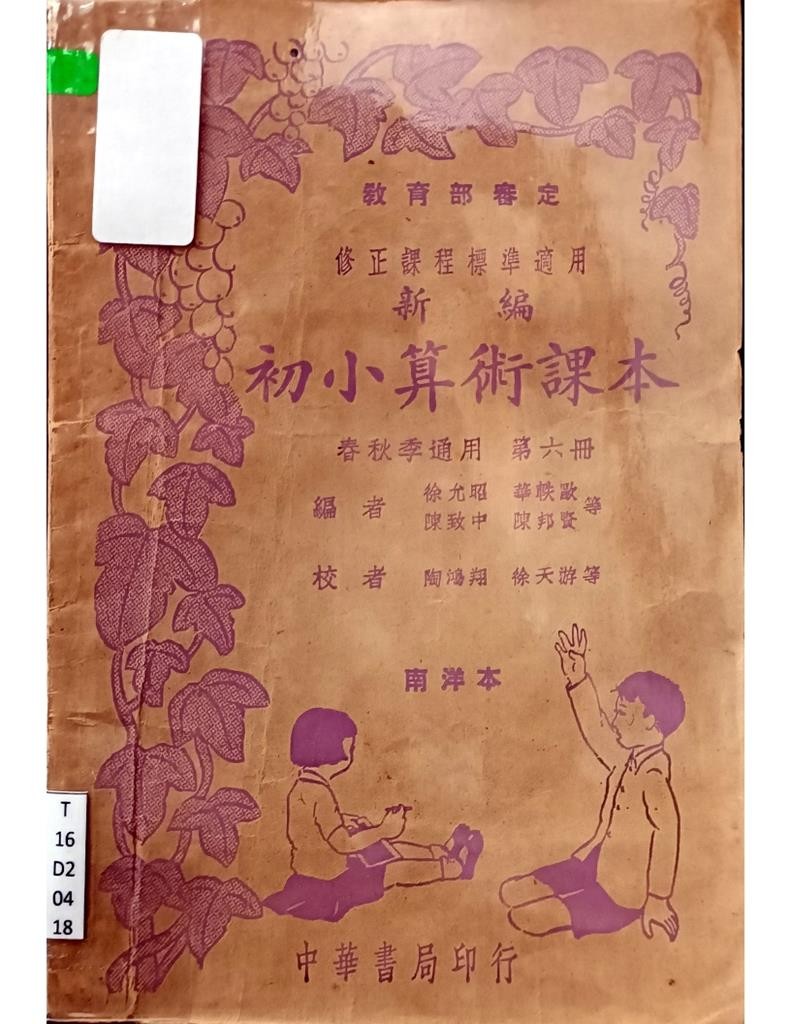 教育部審定
修正課程標準適用
新編
初小算術課本
春秋季通用 第六冊
編者 徐允昭 華軼歐 陳致中 陳邦賢 等
校者 陶鴻翔 徐天游等
南洋本
中華書局印行
T
16
D2
04
18